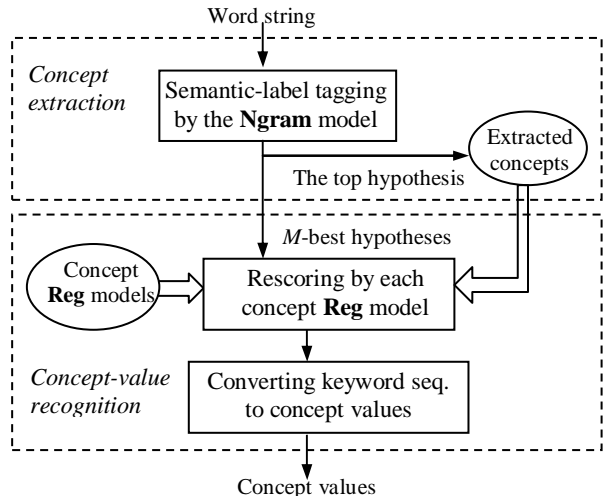 Word string
Concept
extraction
Semantic-label tagging
by the Ngram model
Extracted
concepts
The top hypothesis
M-best hypotheses
Concept
Reg models
Rescoring by each
concept Reg model
Concept-value
recognition
Converting keyword seq.
to concept values
Concept values